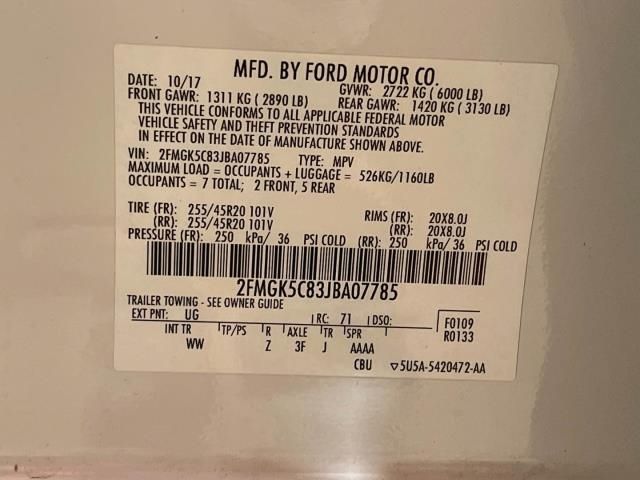 MFD. BY FORD MOTOR CO.
DATE: 10/17 GVWR: 2722 KG ( 6000 LB)
FRONT GAWR: 1311 KG ( 2890 LB) REAR GAWR: 1420 KG ( 3130 LB)
THIS VEHICLE CONFORMS TO ALL APPLICABLE FEDERAL MOTOR
VEHICLE SAFETY AND THEFT PREVENTION STANDARDS
IN EFFECT ON THE DATE OF MANUFACTURE SHOWN ABOVE.
VIN: 2FMGK5C83JBA07785 TYPE: MPV
MAXIMUM LOAD = OCCUPANTS + LUGGAGE = 526KG/1160LB
OCCUPANTS = 7 TOTAL; 2 FRONT, 5 REAR
TIRE (FR): 255/45R20 101V RIMS (FR): 20X8.0J
(RR): 255/45R20 101V (RR): 20X8.0J
PRESSURE (FR): 250 kPa/ 36 PSI COLD (RR): 250 kPa/ 36 PSI COLD
2FMGK5C83JBA07785
TRAILER TOWING - SEE OWNER GUIDE
EXT PNT: UG RC: 71 DSO: F0109
INT TR TP/PS R AXLE TR SPR R0133
WW Z 3F J AAAA
CBU ▽5U5A-5420472-AA